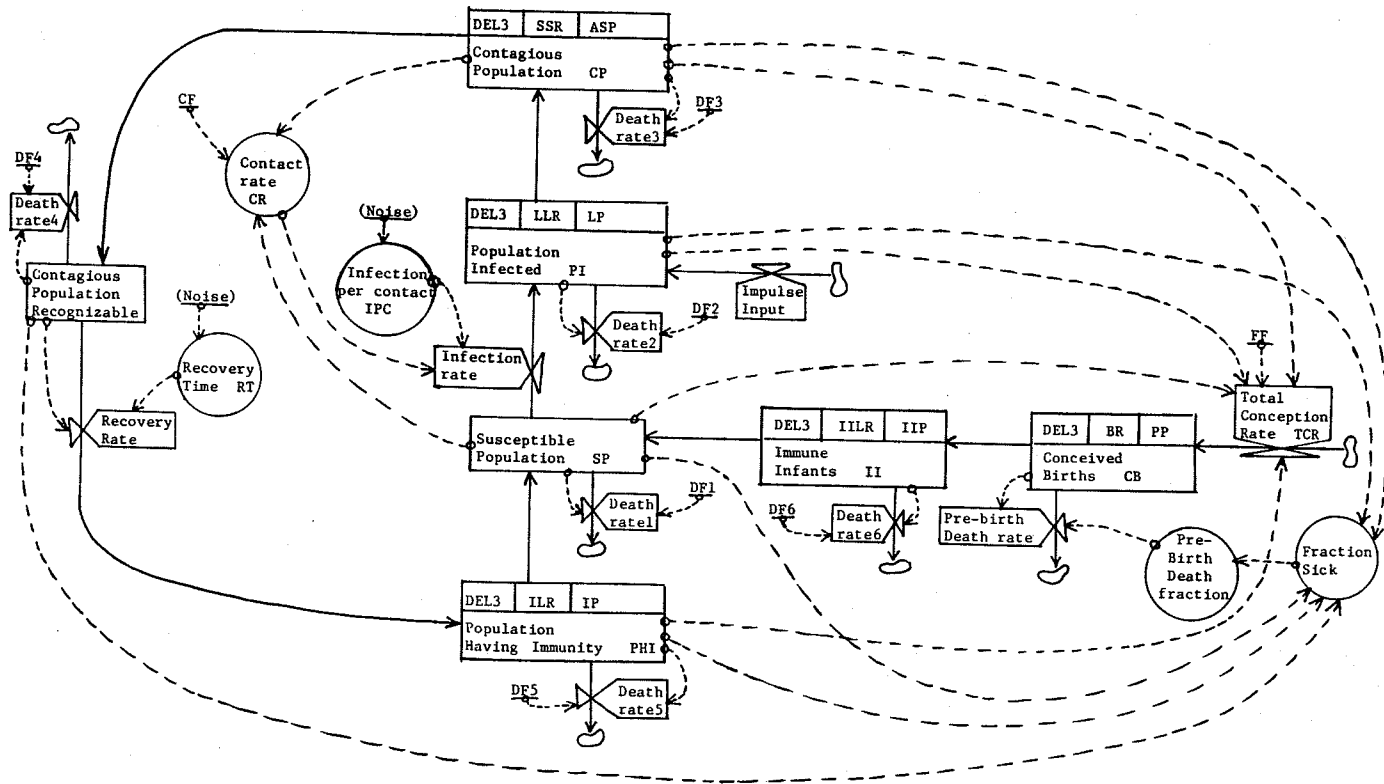 DEL3 SSR ASP
Contagious
Population CP
Death
rate3
DF3
CF
Contact
rate
CR
DF4
Death
rate4
Contagious
Population
Recognizable
(Noise)
Recovery
Time RT
Recovery
Rate
(Noise)
Infection
per contact
IPC
DEL3 LLR LP
Population
Infected PI
Impulse
Input
Death
rate2
DF2
Infection
rate
Susceptible
Population SP
Death
rate1
DF1
DEL3 IILR IIP
Immune
Infants II
DF6
Death
rate6
DEL3 BR PP
Conceived
Births CB
Pre-birth
Death rate
FF
Total
Conception
Rate TCR
Pre-
Birth
Death
fraction
Fraction
Sick
DEL3 ILR IP
Population
Having Immunity PHI
DF5
Death
rate5